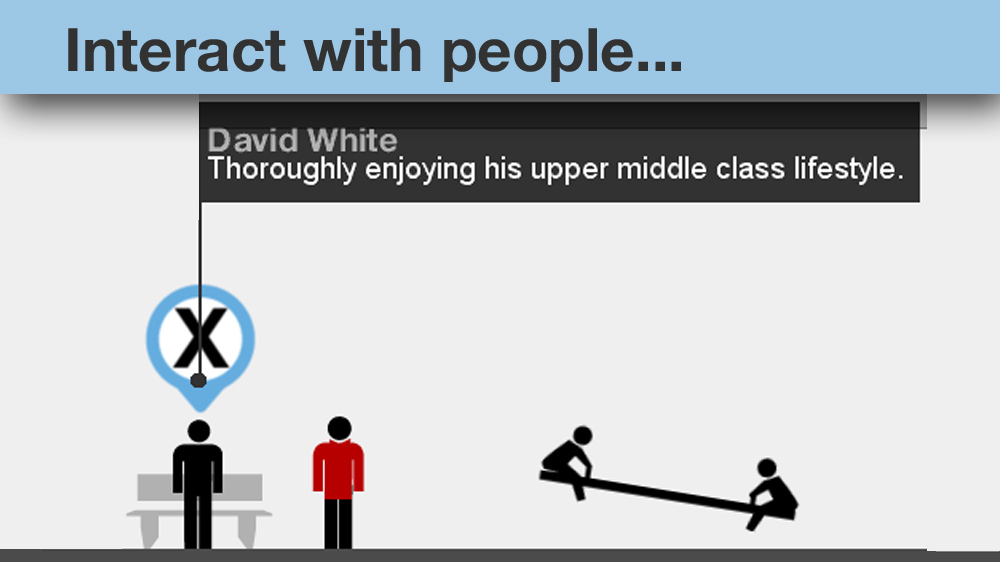 Interact with people...
David White
Thoroughly enjoying his upper middle class lifestyle.
X